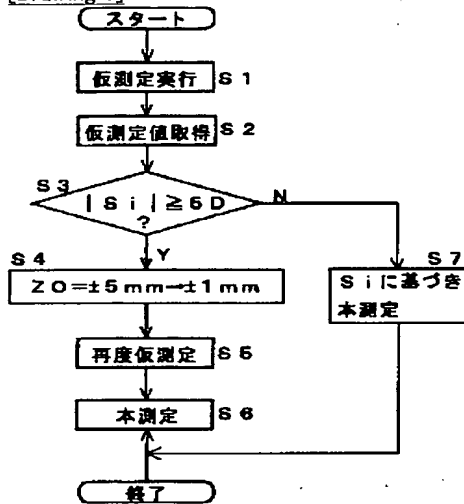 スタート
仮測定実行 S1
仮測定値取得 S2
S3
|Si|≧5D
?
N
Y
S4
ZO=±5mm→±1mm
S7
Siに基づき
本測定
再度仮測定 S5
本測定 S6
終了